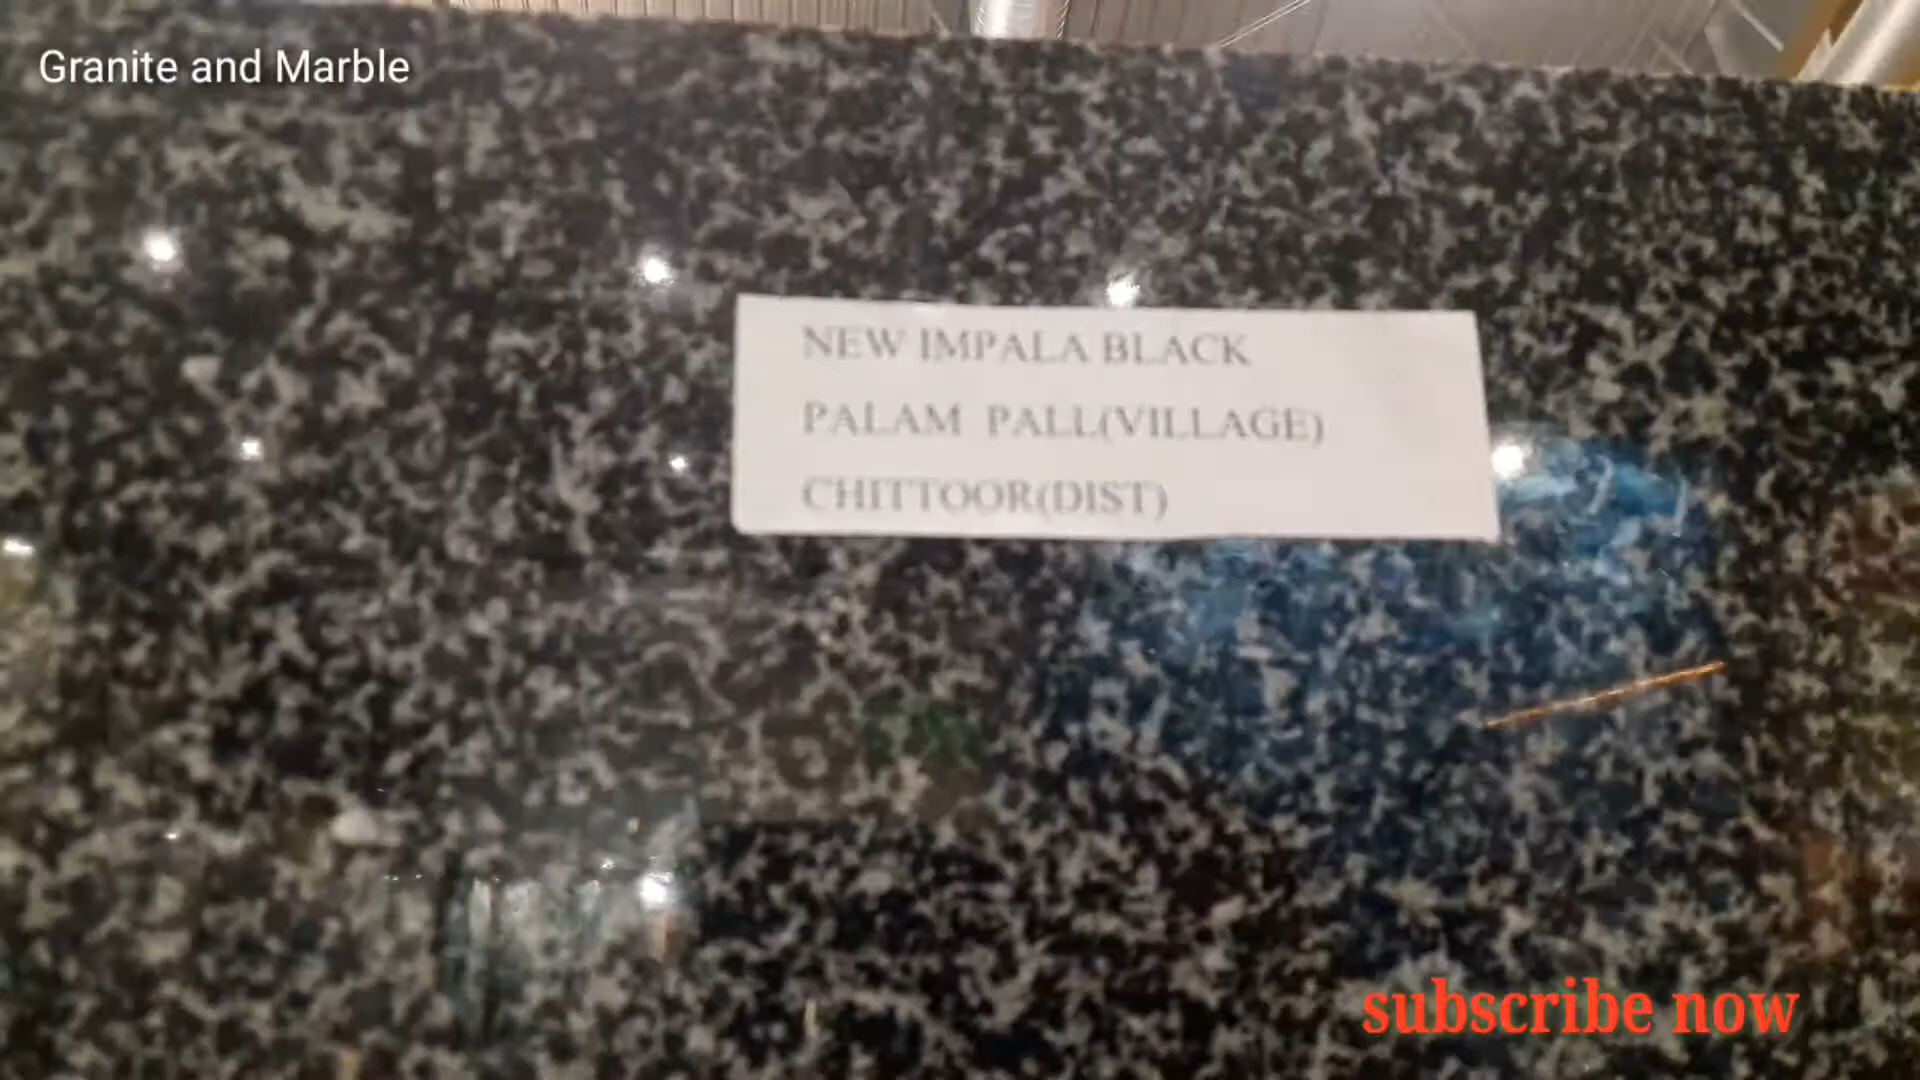 Granite and Marble
NEW IMPALA BLACK
PALAM PALL(VILLAGE)
CHITTOOR(DIST)
subscribe now